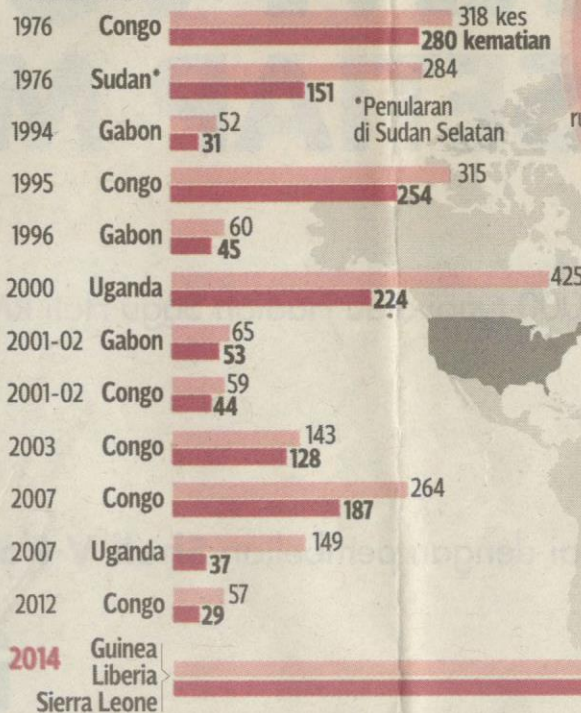 1976 Congo 318 kes
280 kematian
1976 Sudan* 284
151
*Penularan
di Sudan Selatan
1994 Gabon 52
31
1995 Congo 315
254
1996 Gabon 60
45
2000 Uganda 425
224
2001-02 Gabon 65
53
2001-02 Congo 59
44
2003 Congo 143
128
2007 Congo 264
187
2007 Uganda 149
37
2012 Congo 57
29
2014 Guinea
Liberia
Sierra Leone